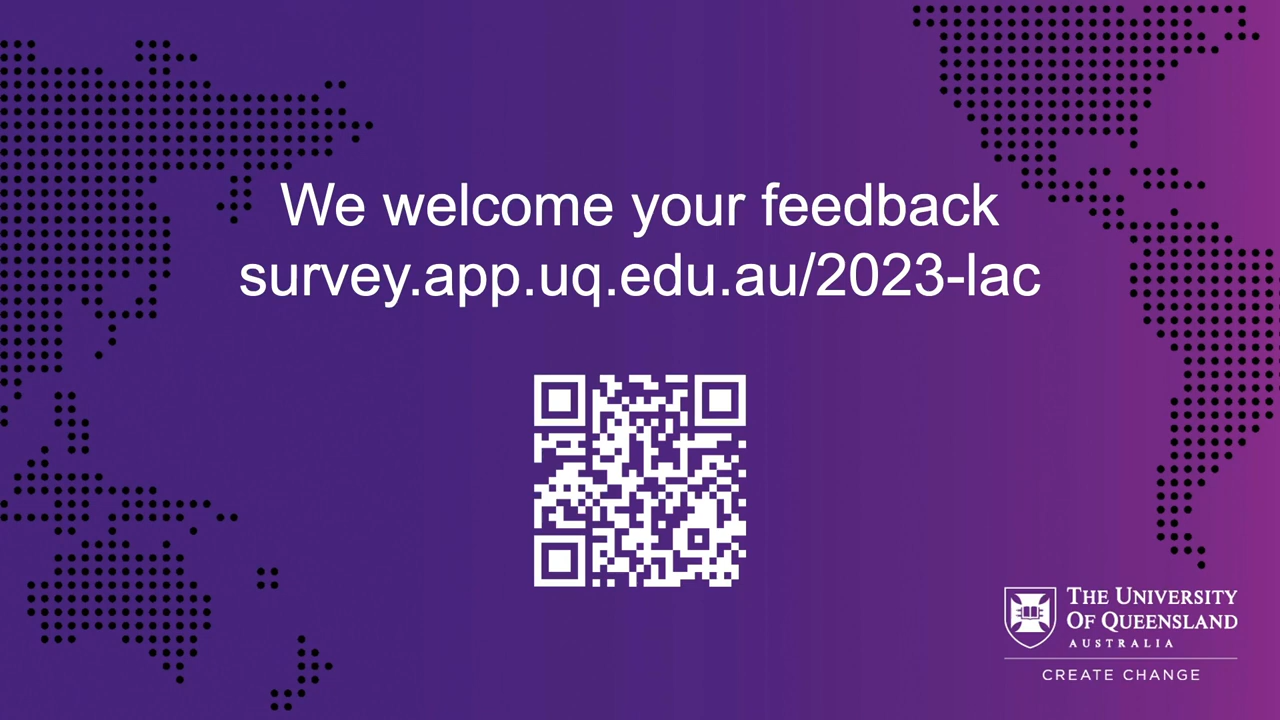 We welcome your feedback
survey.app.uq.edu.au/2023-lac
THE UNIVERSITY
OF QUEENSLAND
AUSTRALIA
CREATE CHANGE